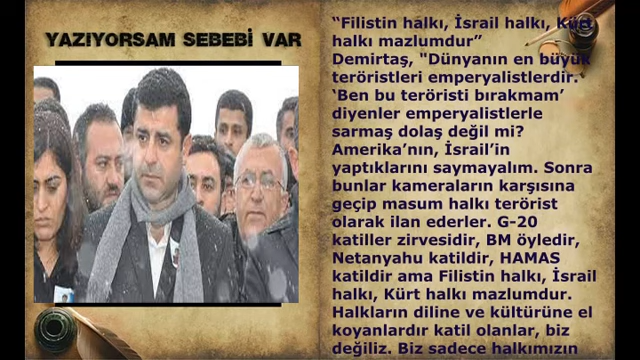 YAZIYORSAM SEBEBİ VAR
“Filistin halkı, İsrail halkı, Kürt
halkı mazlumdur”
Demirtaş, "Dünyanın en büyük
teröristleri emperyalistlerdir.
‘Ben bu teröristi bırakmam’
diyenler emperyalistlerle
sarmaş dolaş değil mi?
Amerika’nın, İsrail’in
yaptıklarını saymayalım. Sonra
bunlar kameraların karşısına
geçip masum halkı terörist
olarak ilan ederler. G-20
katiller zirvesidir, BM öyledir,
Netanyahu katildir, HAMAS
katildir ama Filistin halkı, İsrail
halkı, Kürt halkı mazlumdur.
Halkların diline ve kültürüne el
koyanlardır katil olanlar, biz
değiliz. Biz sadece halkımızın